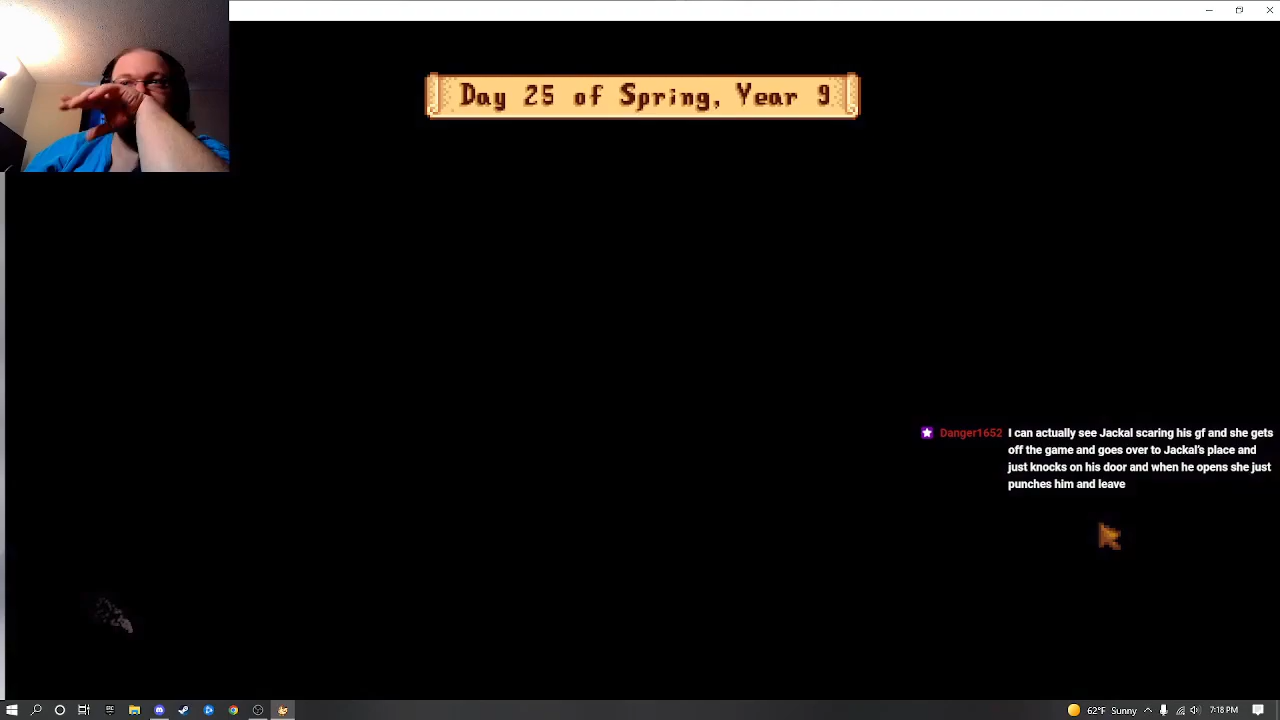 Day 25 of Spring, Year 9
Danger1652 I can actually see Jackal scaring his gf and she gets
off the game and goes over to Jackal's place and
just knocks on his door and when he opens she just
punches him and leave
62°F Sunny
7:18 PM